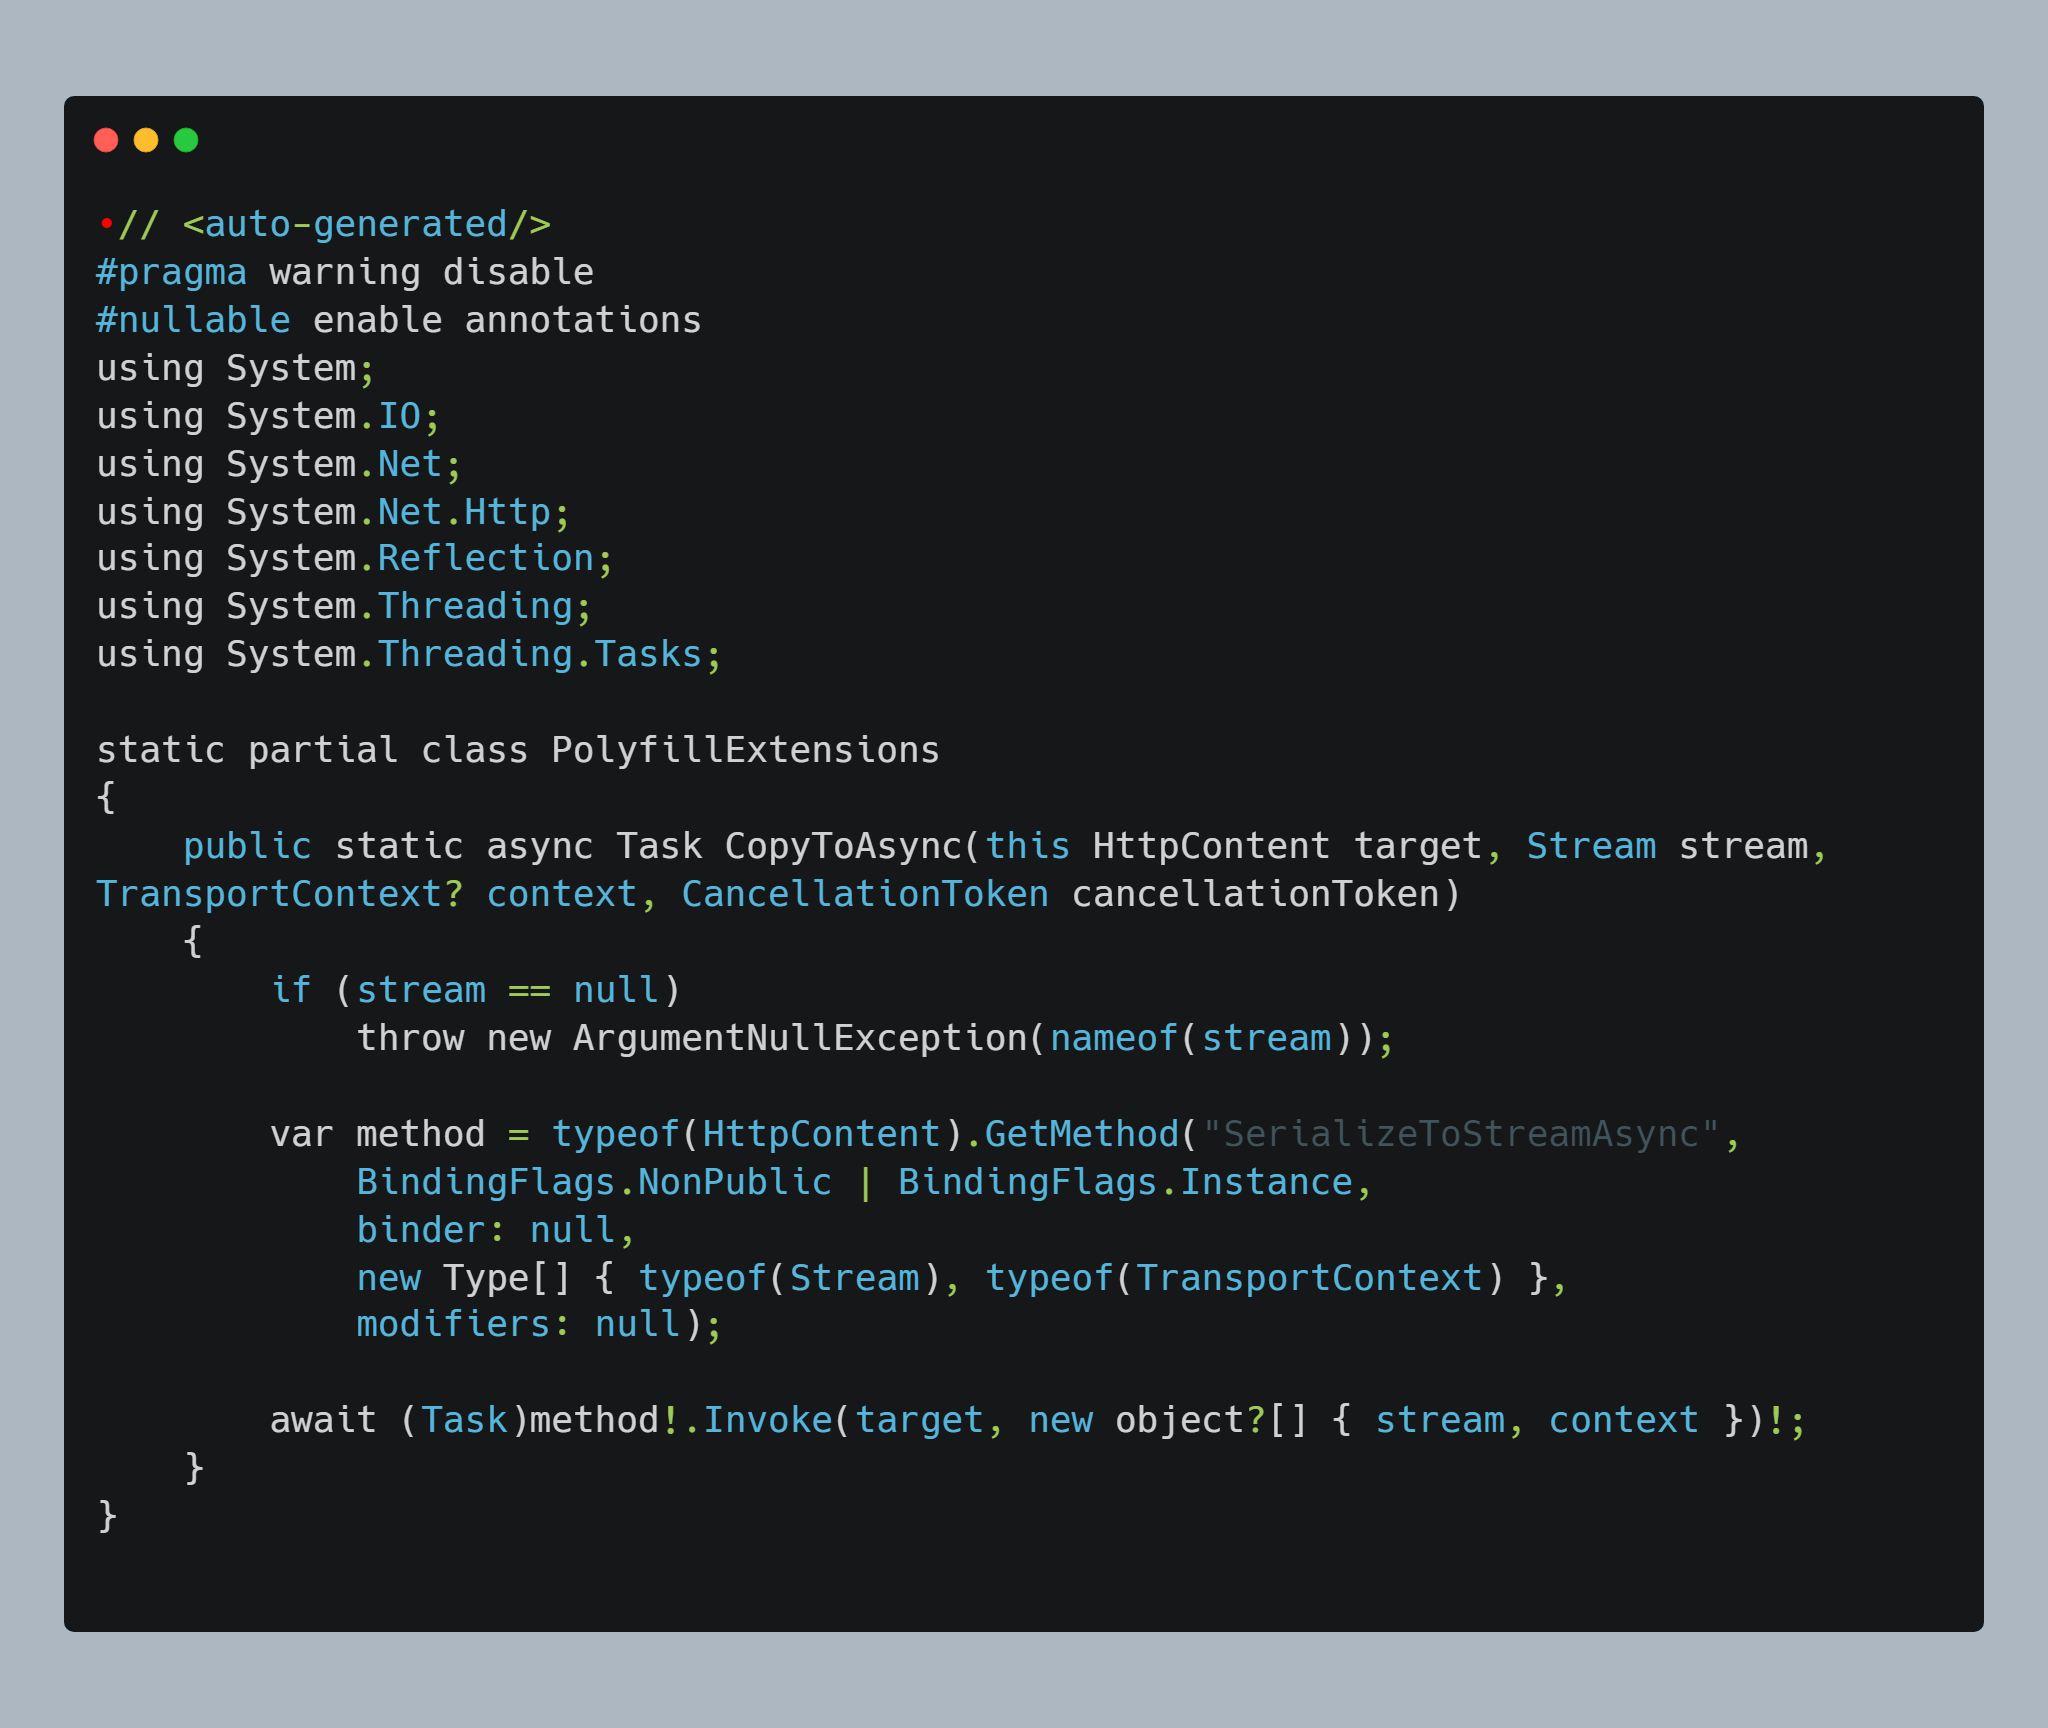 •// <auto-generated/>
#pragma warning disable
#nullable enable annotations
using System;
using System.IO;
using System.Net;
using System.Net.Http;
using System.Reflection;
using System.Threading;
using System.Threading.Tasks;

static partial class PolyfillExtensions
{
    public static async Task CopyToAsync(this HttpContent target, Stream stream,
TransportContext? context, CancellationToken cancellationToken)
    {
        if (stream == null)
            throw new ArgumentNullException(nameof(stream));

        var method = typeof(HttpContent).GetMethod("SerializeToStreamAsync",
            BindingFlags.NonPublic | BindingFlags.Instance,
            binder: null,
            new Type[] { typeof(Stream), typeof(TransportContext) },
            modifiers: null);

        await (Task)method!.Invoke(target, new object?[] { stream, context })!;
    }
}